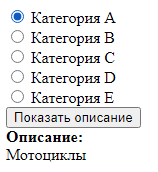 Категория A
Категория B
Категория C
Категория D
Категория E
Показать описание
Описание:
Мотоциклы